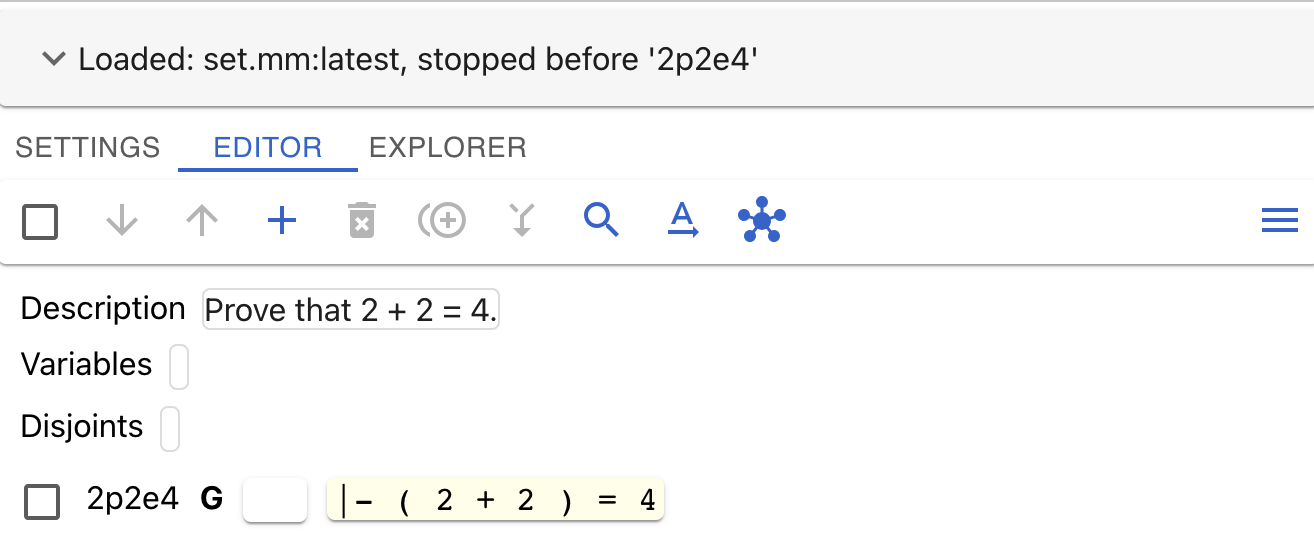 Loaded: set.mm:latest, stopped before '2p2e4'
SETTINGS EDITOR EXPLORER
A
Description Prove that 2 + 2 = 4.
Variables
Disjoints
2p2e4 G |- ( 2 + 2 ) = 4